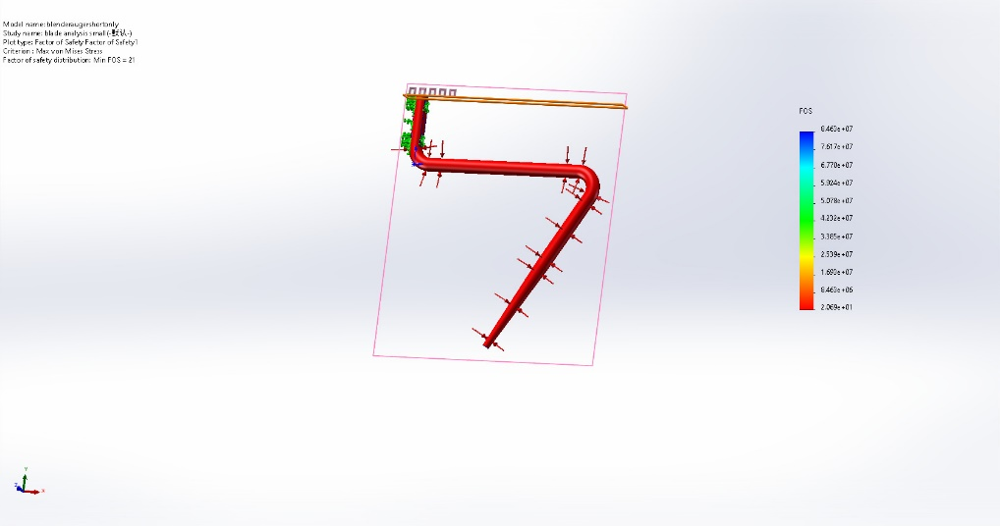 Model name: blenderaugershortonly
Study name: blade analysis small(-默认-)
Plot type: Factor of Safety Factor of Safety1
Criterion : Max von Mises Stress
Factor of safety distribution: Min FOS = 21
FOS
8.463e+07
7.617e+07
6.770e+07
5.924e+07
5.078e+07
4.232e+07
3.385e+07
2.539e+07
1.693e+07
8.463e+06
2.069e+01
Y
Z
X